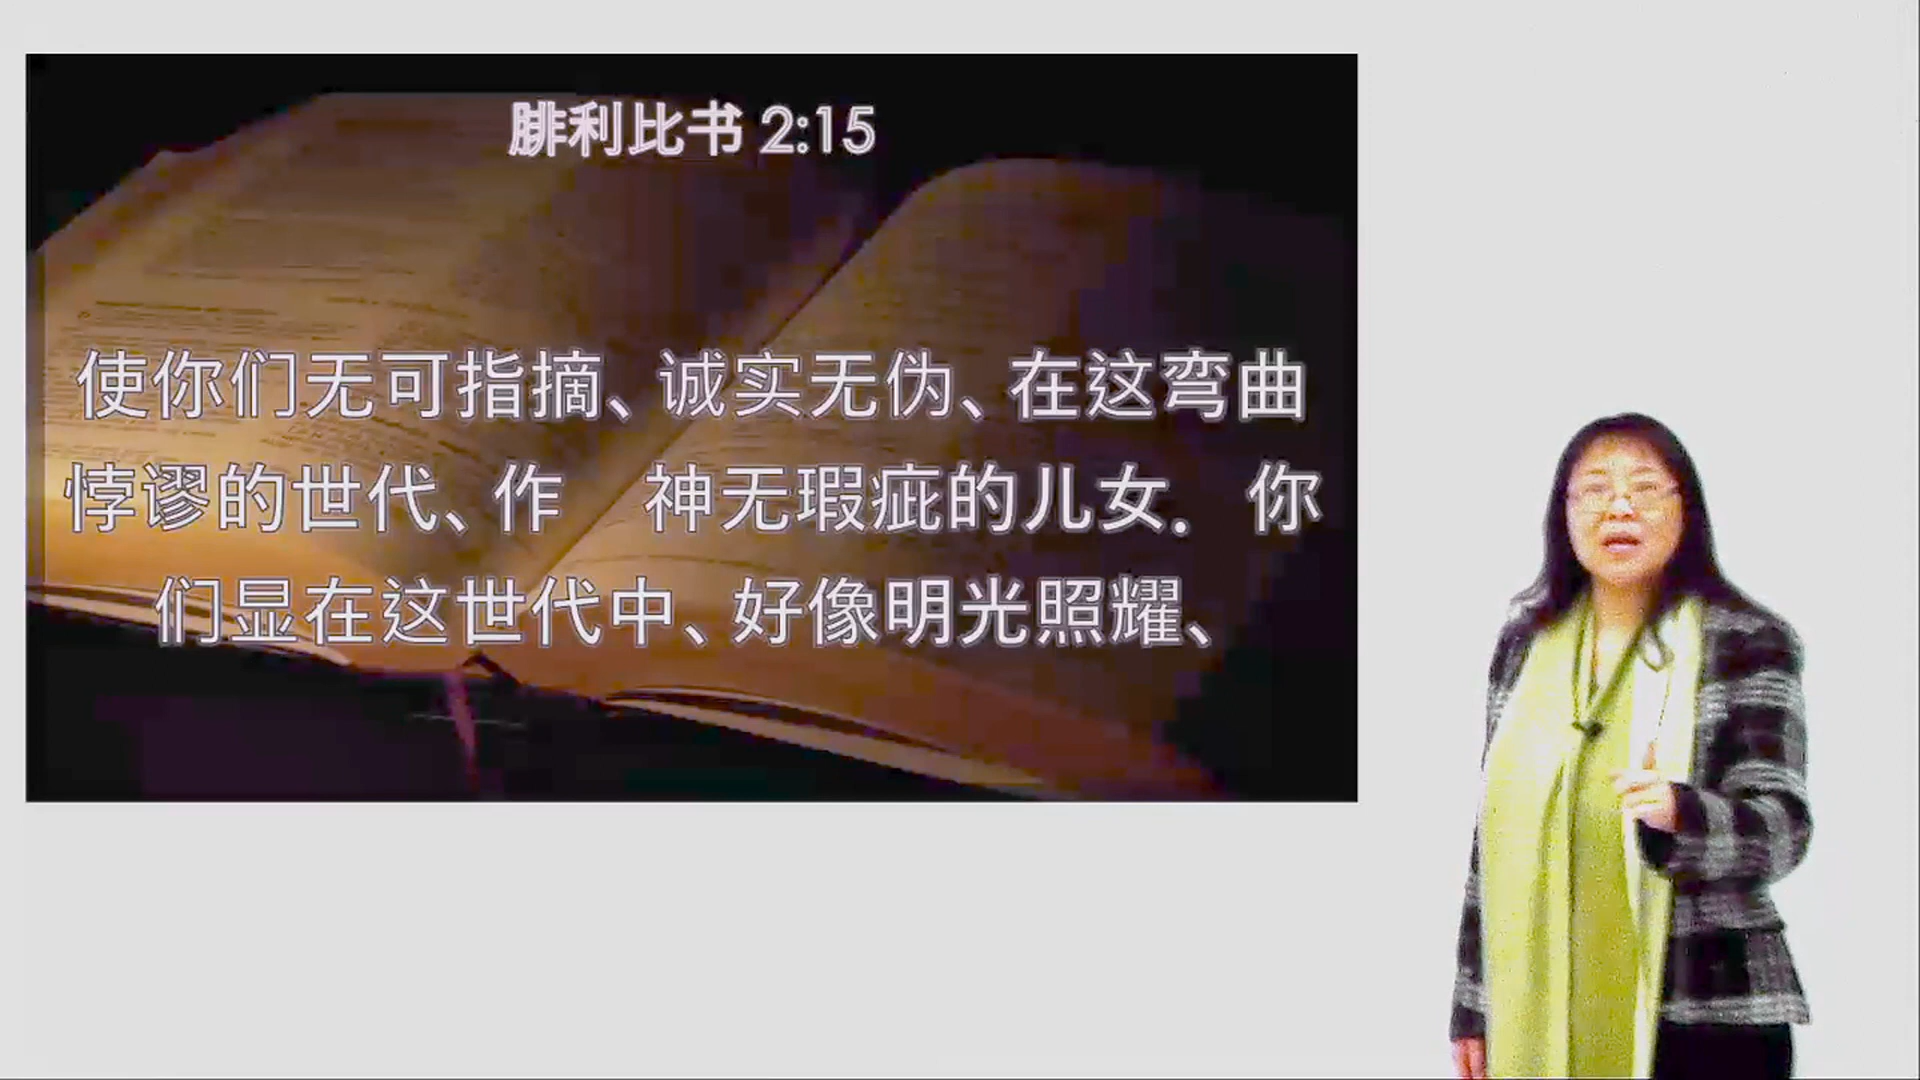 腓利比书 2:15
使你们无可指摘、诚实无伪、在这弯曲
悖谬的世代、作　神无瑕疵的儿女． 你
们显在这世代中、好像明光照耀、